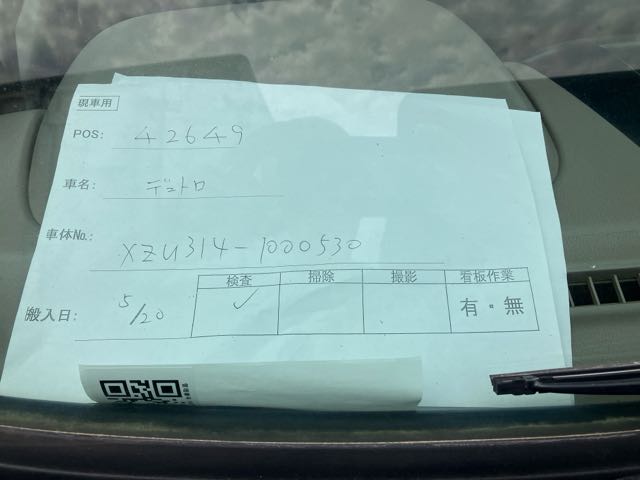 現車用
POS: 42649
車名: デュトロ
車体No.: XZU314-1000530
搬入日: 5/20
検査 掃除 撮影 看板作業
✓ 有・無